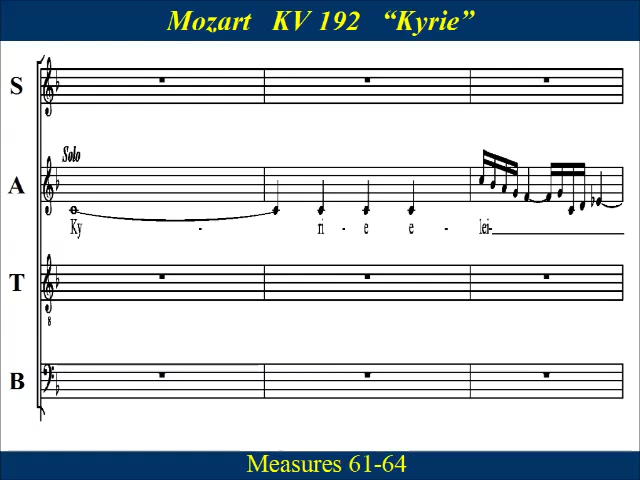 Mozart KV 192 “Kyrie”
S
Solo
A
Ky - ri - e e - lei-
T
8
B
Measures 61-64